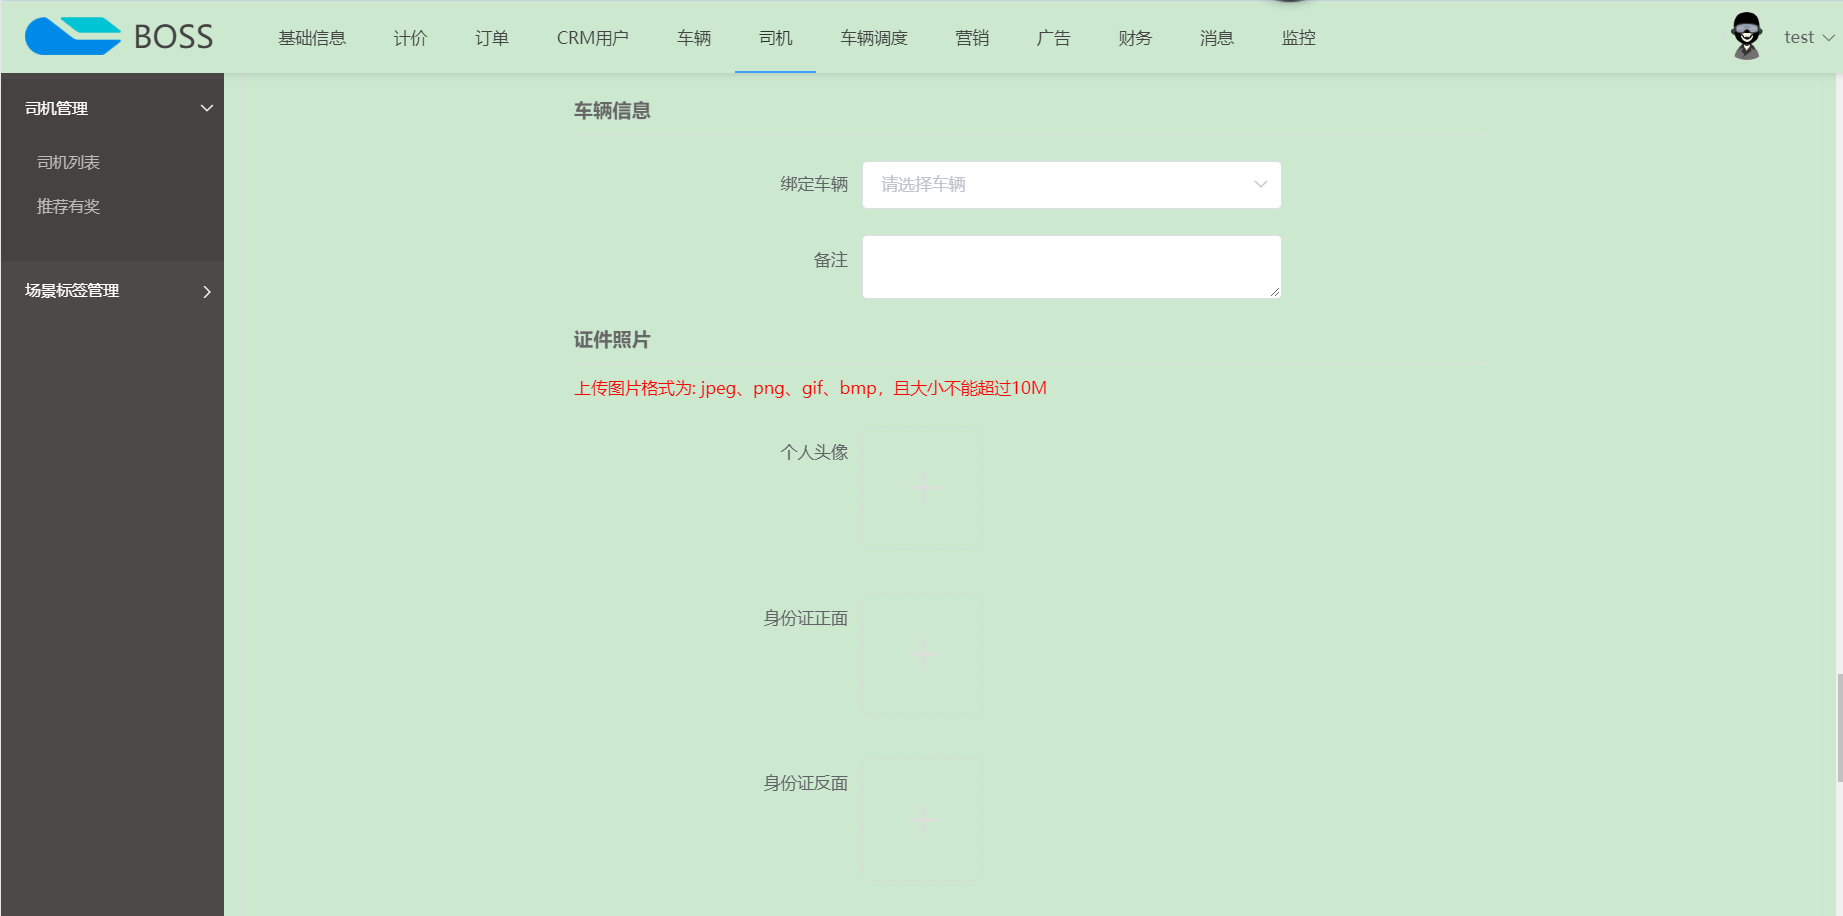 BOSS
基础信息 计价 订单 CRM用户 车辆 司机 车辆调度 营销 广告 财务 消息 监控 test
司机管理
司机列表
推荐有奖
场景标签管理
车辆信息
绑定车辆 请选择车辆
备注
证件照片
上传图片格式为: jpeg、png、gif、bmp，且大小不能超过10M
个人头像
身份证正面
身份证反面